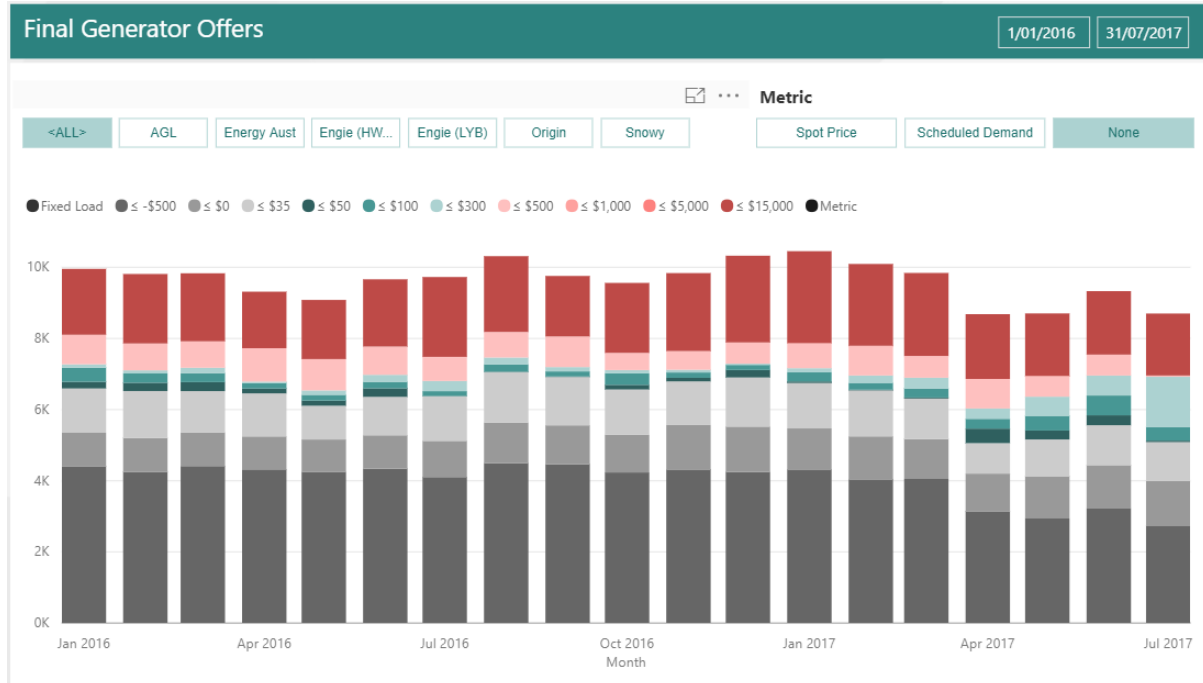 Final Generator Offers
1/01/2016 31/07/2017
Metric
<ALL> AGL Energy Aust Engie (HW... Engie (LYB) Origin Snowy Spot Price Scheduled Demand None
Fixed Load ≤ -$500 ≤ $0 ≤ $35 ≤ $50 ≤ $100 ≤ $300 ≤ $500 ≤ $1,000 ≤ $5,000 ≤ $15,000 Metric
10K
8K
6K
4K
2K
0K
Jan 2016 Apr 2016 Jul 2016 Oct 2016 Jan 2017 Apr 2017 Jul 2017
Month